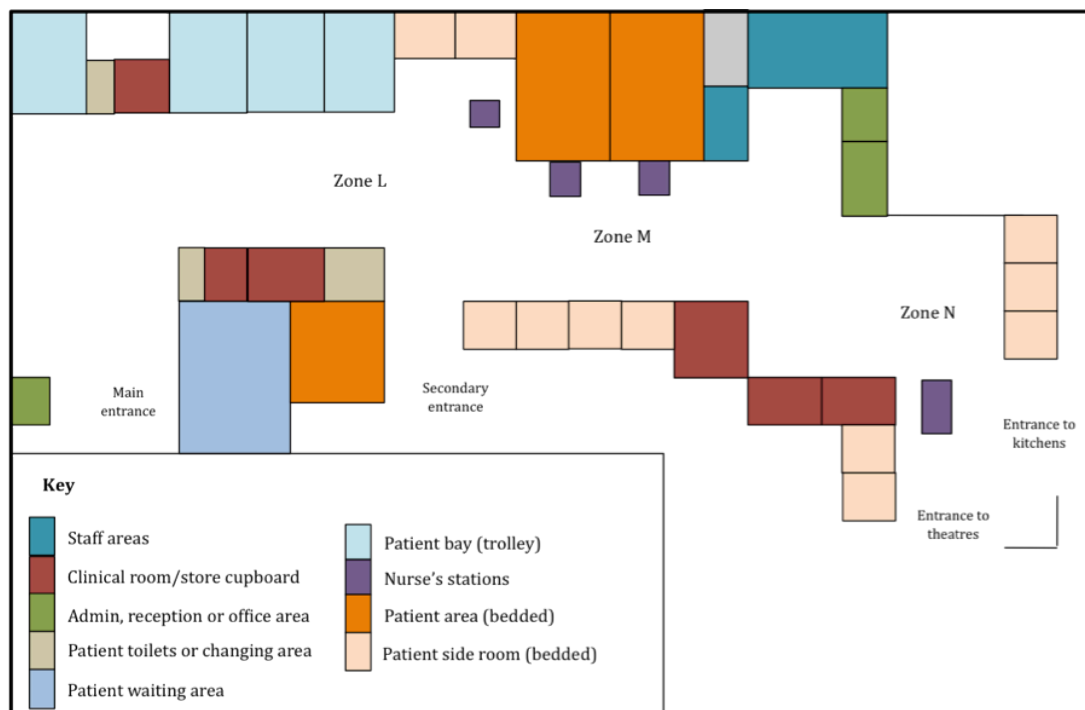 Zone L
Zone M
Zone N
Main
entrance
Secondary
entrance
Entrance to
kitchens
Entrance to
theatres
Key
Staff areas
Clinical room/store cupboard
Admin, reception or office area
Patient toilets or changing area
Patient waiting area
Patient bay (trolley)
Nurse's stations
Patient area (bedded)
Patient side room (bedded)